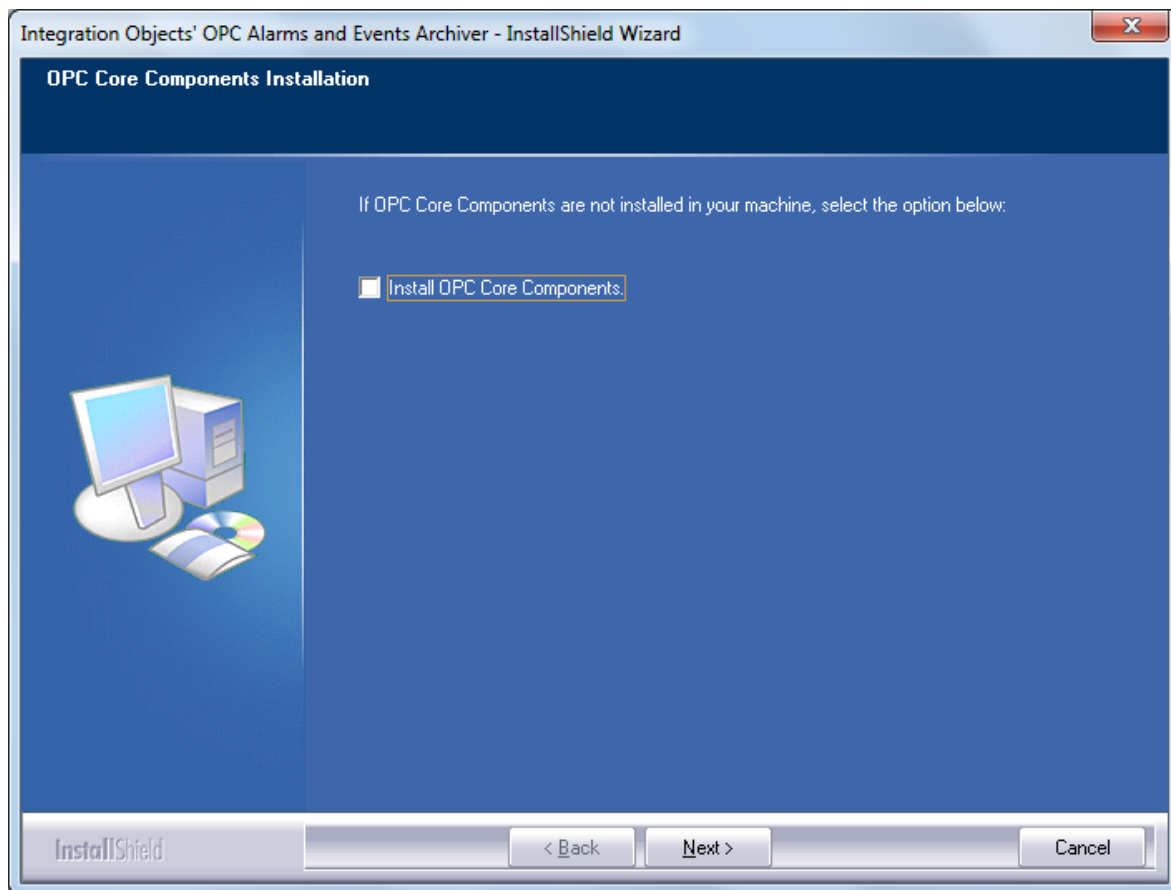 Integration Objects' OPC Alarms and Events Archiver - InstallShield Wizard
OPC Core Components Installation
If OPC Core Components are not installed in your machine, select the option below:
Install OPC Core Components.
InstallShield
< Back
Next >
Cancel